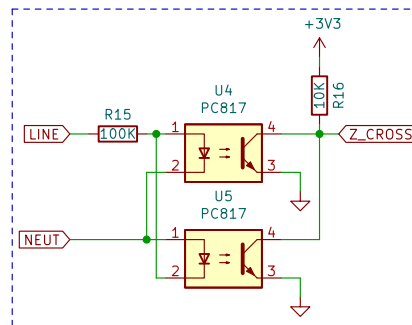 +3V3
U4
PC817
10K
R16
R15
LINE
100K
1
4
Z_CROSS
2
3
U5
PC817
NEUT
1
4
2
3